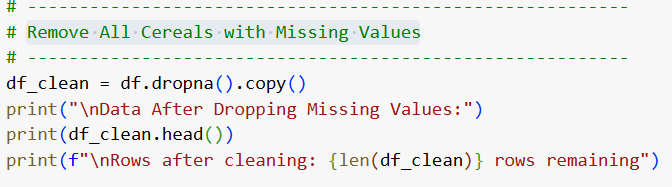 # -------------------------------------------------------
# Remove All Cereals with Missing Values
# -------------------------------------------------------
df_clean = df.dropna().copy()
print("\nData After Dropping Missing Values:")
print(df_clean.head())
print(f"\nRows after cleaning: {len(df_clean)} rows remaining")